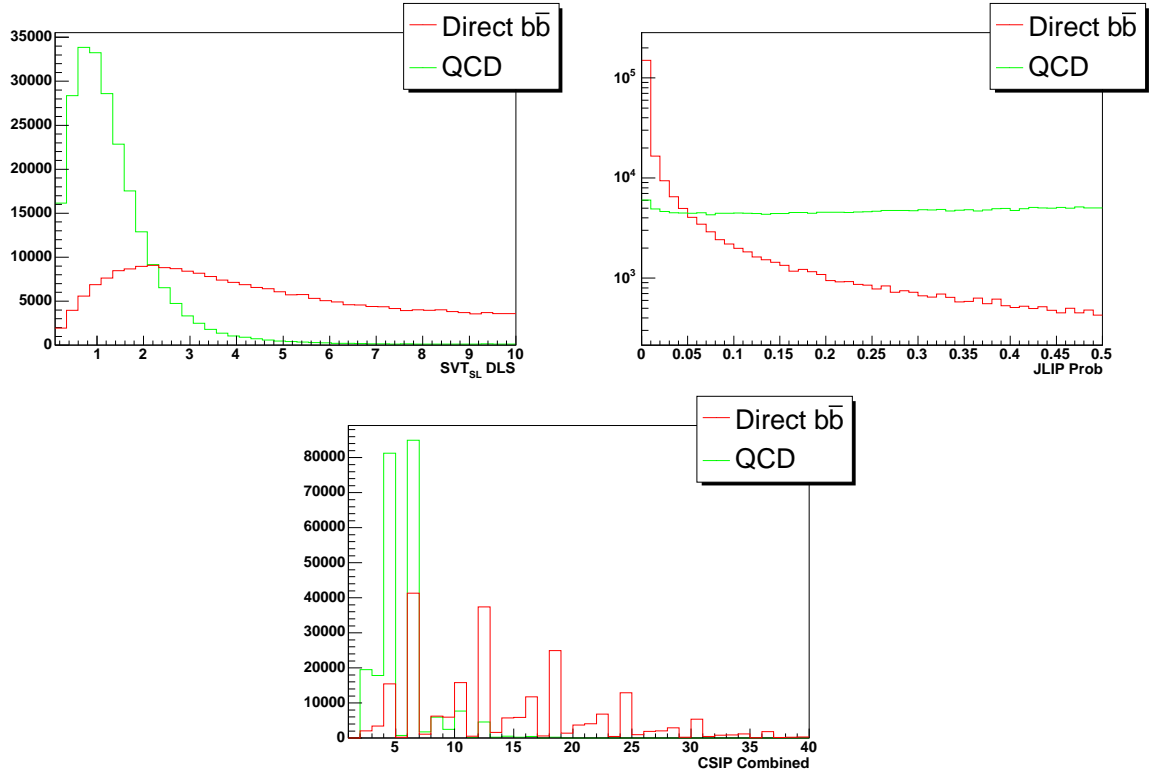 Direct bb̅
QCD
35000
30000
25000
20000
15000
10000
5000
0
1 2 3 4 5 6 7 8 9 10
SVT_SL DLS
Direct bb̅
QCD
10^5
10^4
10^3
0 0.05 0.1 0.15 0.2 0.25 0.3 0.35 0.4 0.45 0.5
JLIP Prob
Direct bb̅
QCD
80000
70000
60000
50000
40000
30000
20000
10000
0
5 10 15 20 25 30 35 40
CSIP Combined